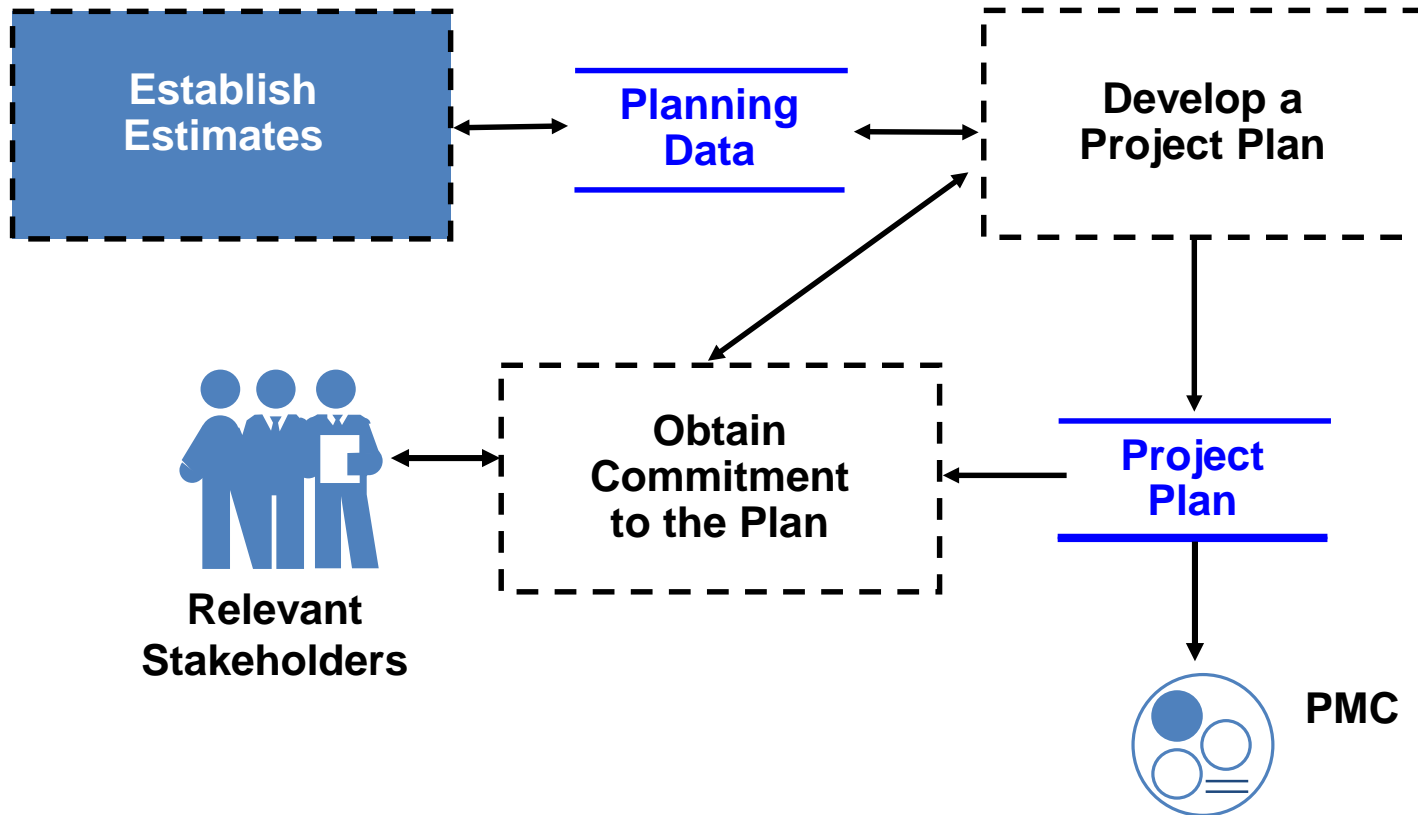 Establish
Estimates
Planning
Data
Develop a
Project Plan
Obtain
Commitment
to the Plan
Project
Plan
Relevant
Stakeholders
PMC